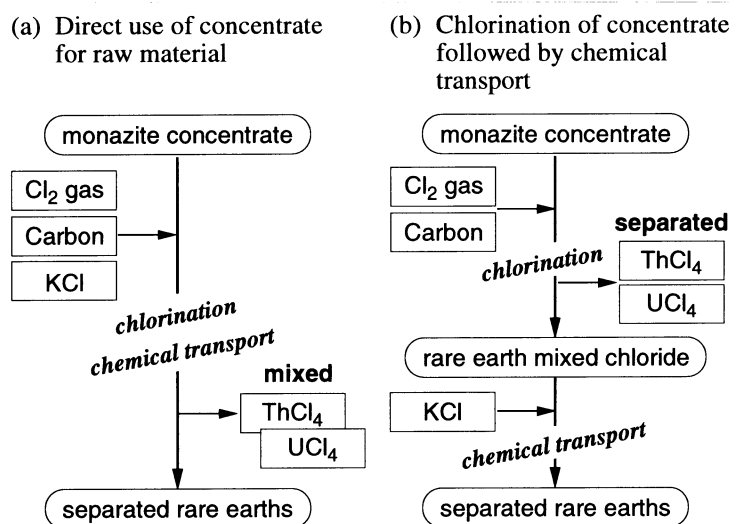 (a) Direct use of concentrate
for raw material
monazite concentrate
Cl₂ gas
Carbon
KCl
chlorination
chemical transport
mixed
ThCl₄
UCl₄
separated rare earths
(b) Chlorination of concentrate
followed by chemical
transport
monazite concentrate
Cl₂ gas
Carbon
chlorination
separated
ThCl₄
UCl₄
rare earth mixed chloride
KCl
chemical transport
separated rare earths